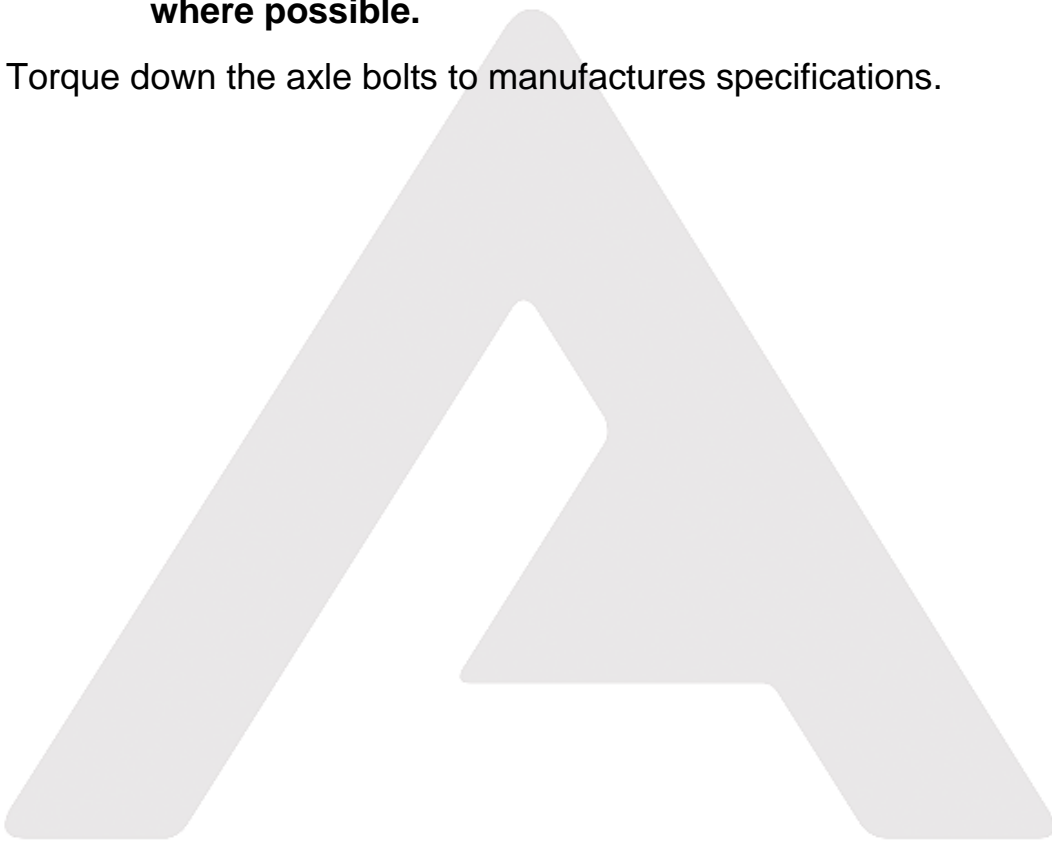 where possible.
Torque down the axle bolts to manufactures specifications.